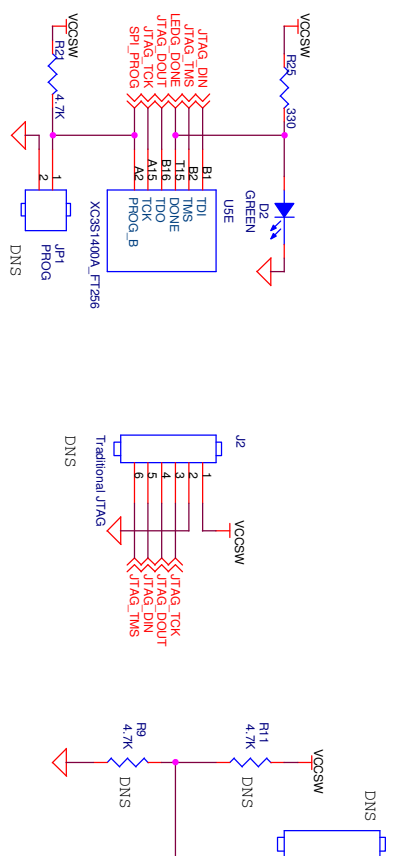 VCCSW
R25
330
D2
GREEN
JTAG_DIN
JTAG_TMS
LEDG_DONE
JTAG_DOUT
JTAG_TCK
SPI_PROG
B1
B2
T15
B16
A15
A2
TDI
TMS
DONE
TDO
TCK
PROG_B
U5E
XC3S1400A_FT256
VCCSW
R21
4.7K
1
2
JP1
PROG
DNS
J2
1
2
3
4
5
6
Traditional JTAG
DNS
VCCSW
JTAG_TCK
JTAG_DOUT
JTAG_DIN
JTAG_TMS
DNS
VCCSW
R11
4.7K
DNS
R9
4.7K
DNS